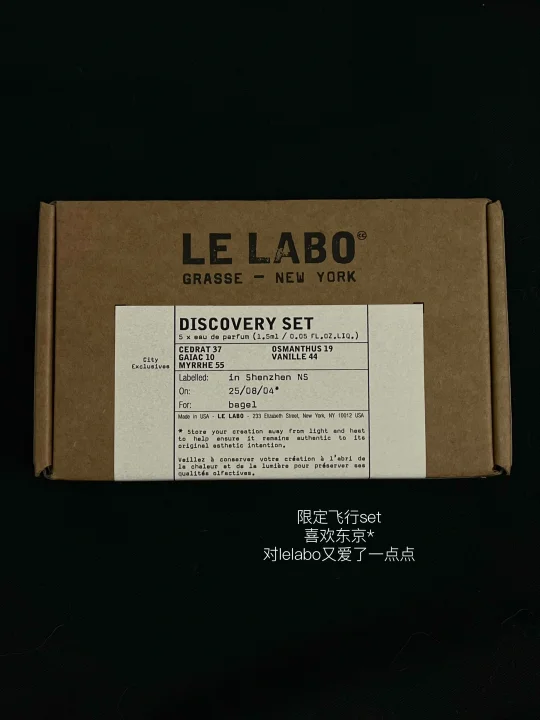 LE LABO
GRASSE — NEW YORK
DISCOVERY SET
5 x eau de parfum (1,5ml / 0.05 FL.OZ.LIQ.)
City
Exclusives
CEDRAT 37 OSMANTHUS 19
GAIAC 10 VANILLE 44
MYRRHE 55
Labelled: in Shenzhen NS
On: 25/08/04*
For: bagel
Made in USA - LE LABO - 233 Elizabeth Street, New York, NY 10012 USA
* Store your creation away from light and heat
to help ensure it remains authentic to its
original esthetic intention.
Veillez à conserver votre création à l'abri de
la chaleur et de la lumière pour préserver ses
qualités olfactives.
限定飞行set
喜欢东京*
对lelabo又爱了一点点